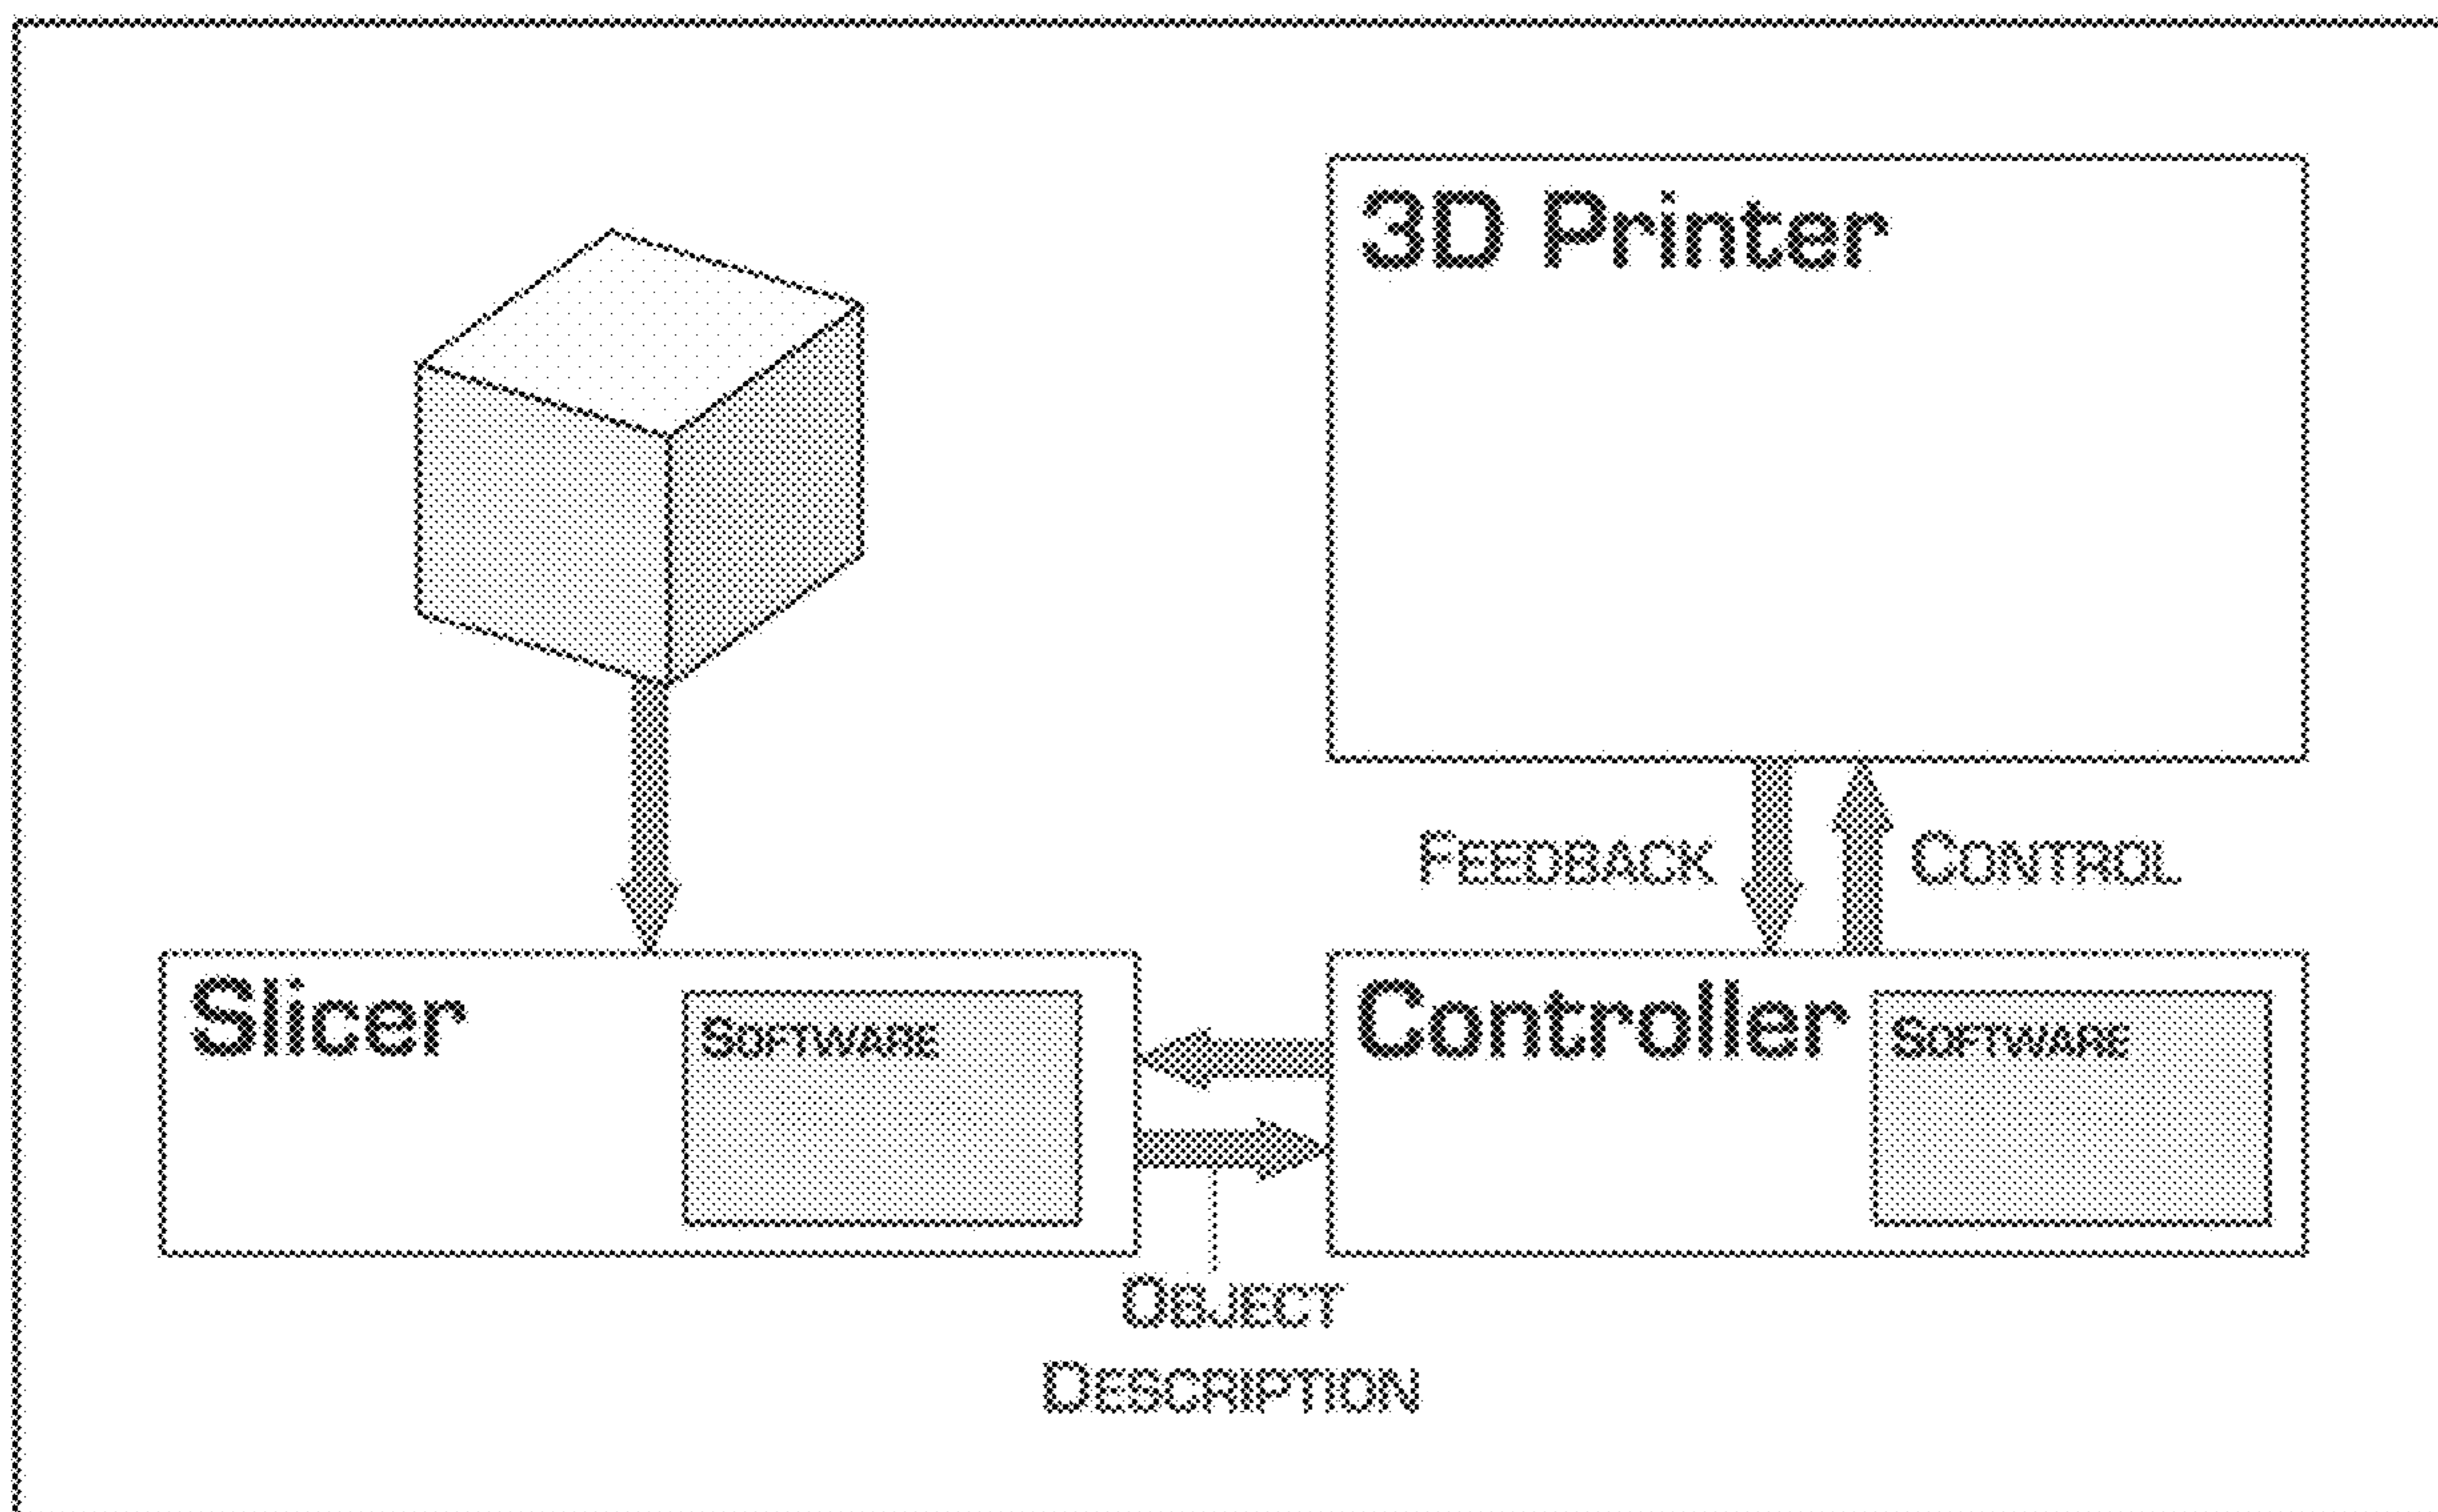 3D Printer
FEEDBACK
CONTROL
Slicer
SOFTWARE
Controller
SOFTWARE
OBJECT
DESCRIPTION